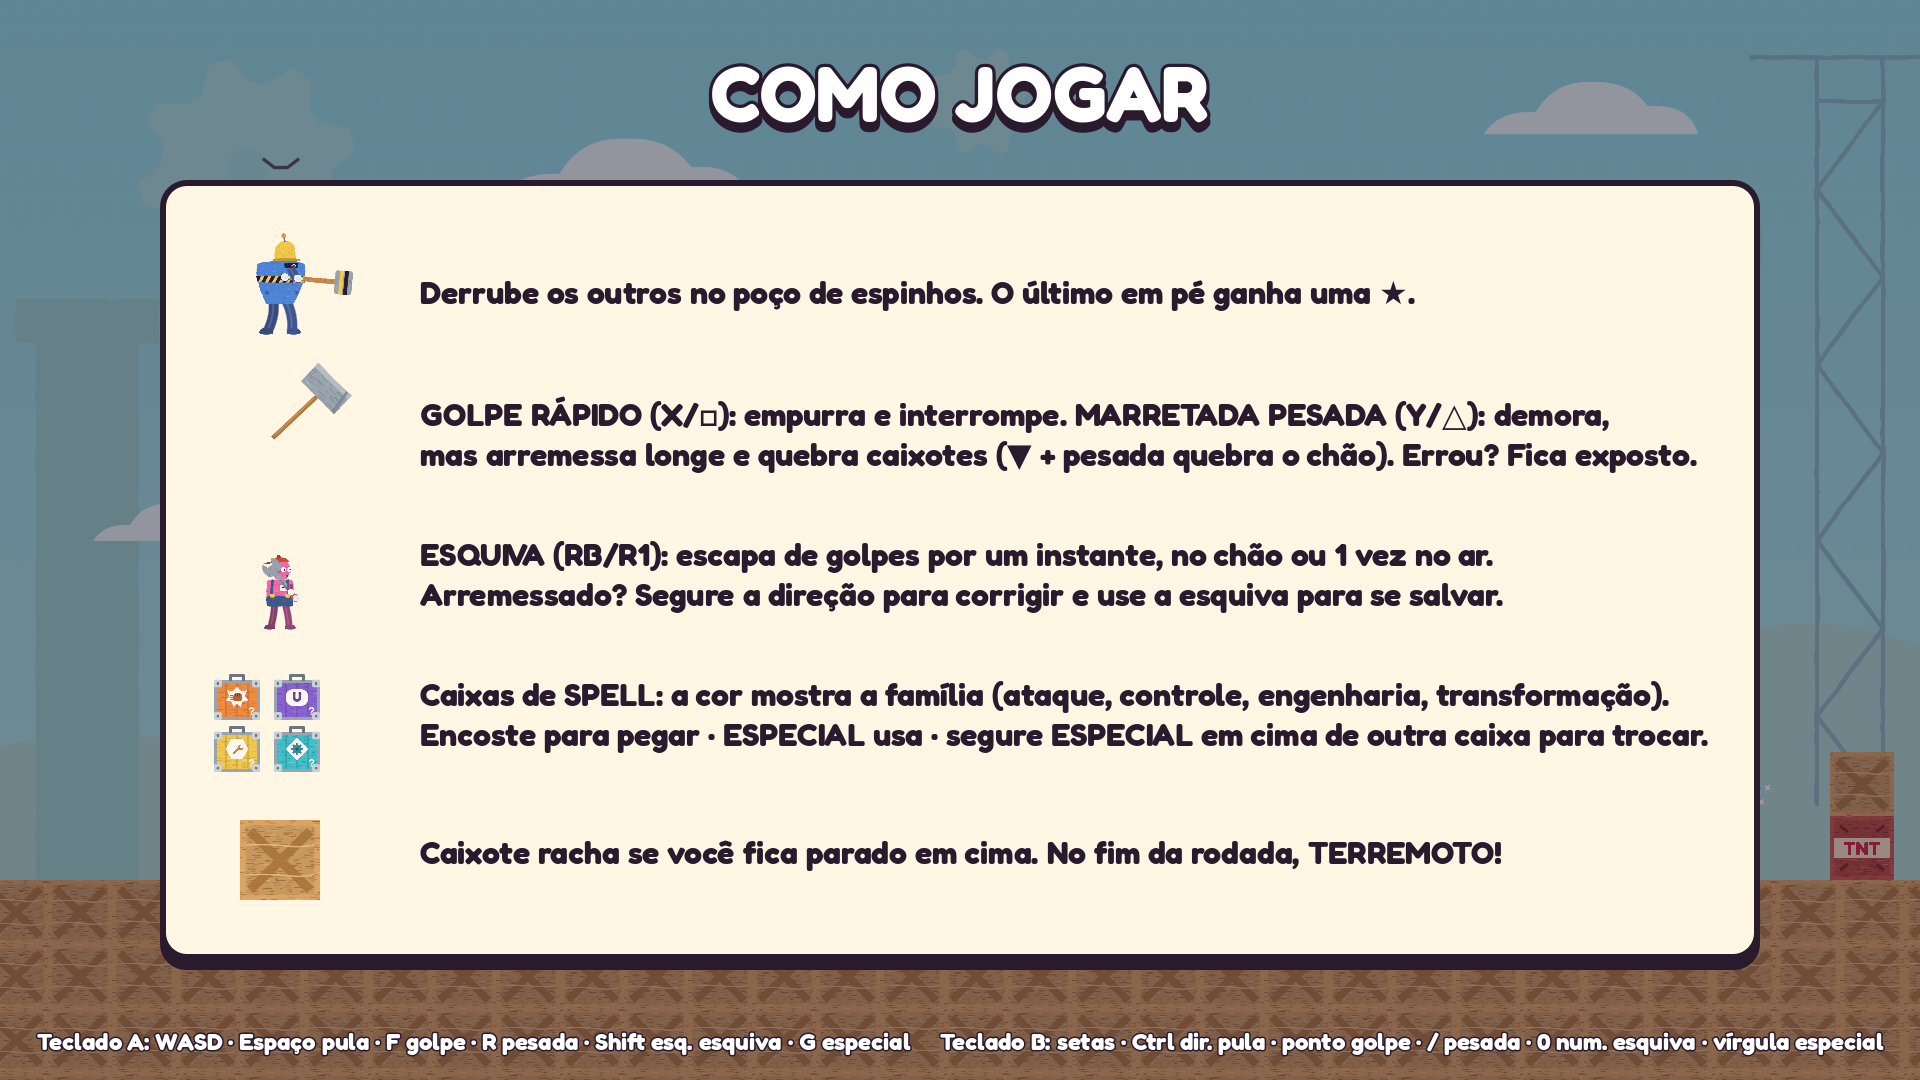 COMO JOGAR
Derrube os outros no poço de espinhos. O último em pé ganha uma ★.
GOLPE RÁPIDO (X/□): empurra e interrompe. MARRETADA PESADA (Y/△): demora,
mas arremessa longe e quebra caixotes (▼ + pesada quebra o chão). Errou? Fica exposto.
ESQUIVA (RB/R1): escapa de golpes por um instante, no chão ou 1 vez no ar.
Arremessado? Segure a direção para corrigir e use a esquiva para se salvar.
Caixas de SPELL: a cor mostra a família (ataque, controle, engenharia, transformação).
Encoste para pegar · ESPECIAL usa · segure ESPECIAL em cima de outra caixa para trocar.
Caixote racha se você fica parado em cima. No fim da rodada, TERREMOTO!
TNT
Teclado A: WASD · Espaço pula · F golpe · R pesada · Shift esq. esquiva · G especial
Teclado B: setas · Ctrl dir. pula · ponto golpe · / pesada · 0 num. esquiva · vírgula especial